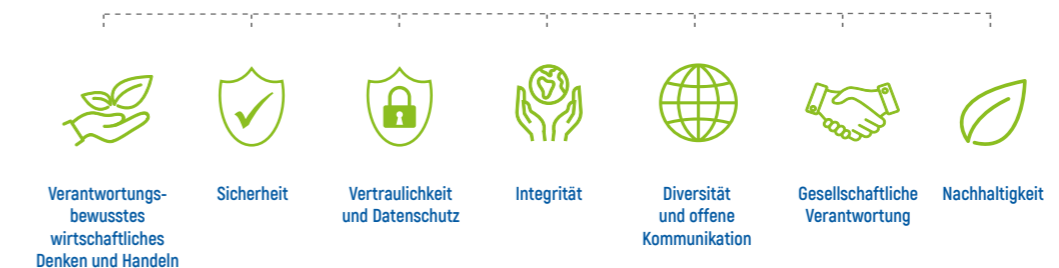 Verantwortungs-
bewusstes
wirtschaftliches
Denken und Handeln
Sicherheit
Vertraulichkeit
und Datenschutz
Integrität
Diversität
und offene
Kommunikation
Gesellschaftliche
Verantwortung
Nachhaltigkeit